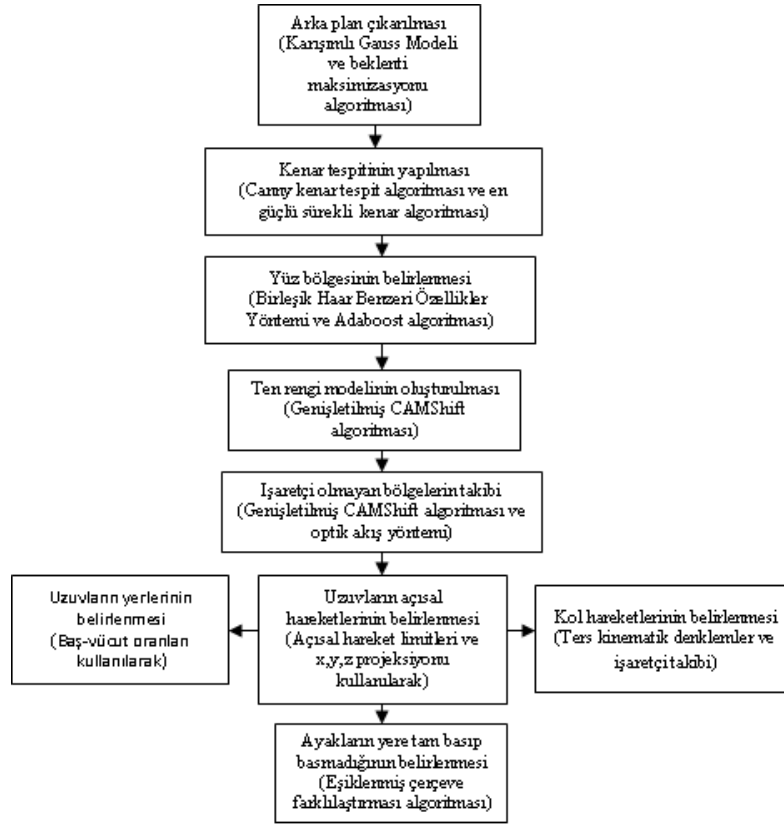 Arka plan çıkarılması
(Karışımlı Gauss Modeli
ve beklenti
maksimizasyonu
algoritması)
Kenar tespitinin yapılması
(Canny kenar tespit algoritması ve en
güçlü sürekli kenar algoritması)
Yüz bölgesinin belirlenmesi
(Birleşik Haar Benzeri Özellikler
Yöntemi ve Adaboost algoritması)
Ten rengi modelinin oluşturulması
(Genişletilmiş CAMShift
algoritması)
Işaretçi olmayan bölgelerin takibi
(Genişletilmiş CAMShift algoritması ve
optik akış yöntemi)
Uzuvların yerlerinin
belirlenmesi
(Baş-vücut oranları
kullanılarak)
Uzuvların açısal
hareketlerinin belirlenmesi
(Açısal hareket limitleri ve
x,y,z projeksiyonu
kullanılarak)
Kol hareketlerinin belirlenmesi
(Ters kinematik denklemler ve
işaretçi takibi)
Ayakların yere tam basıp
basmadığının belirlenmesi
(Eşiklenmiş çerçeve
farklılaştırması algoritması)